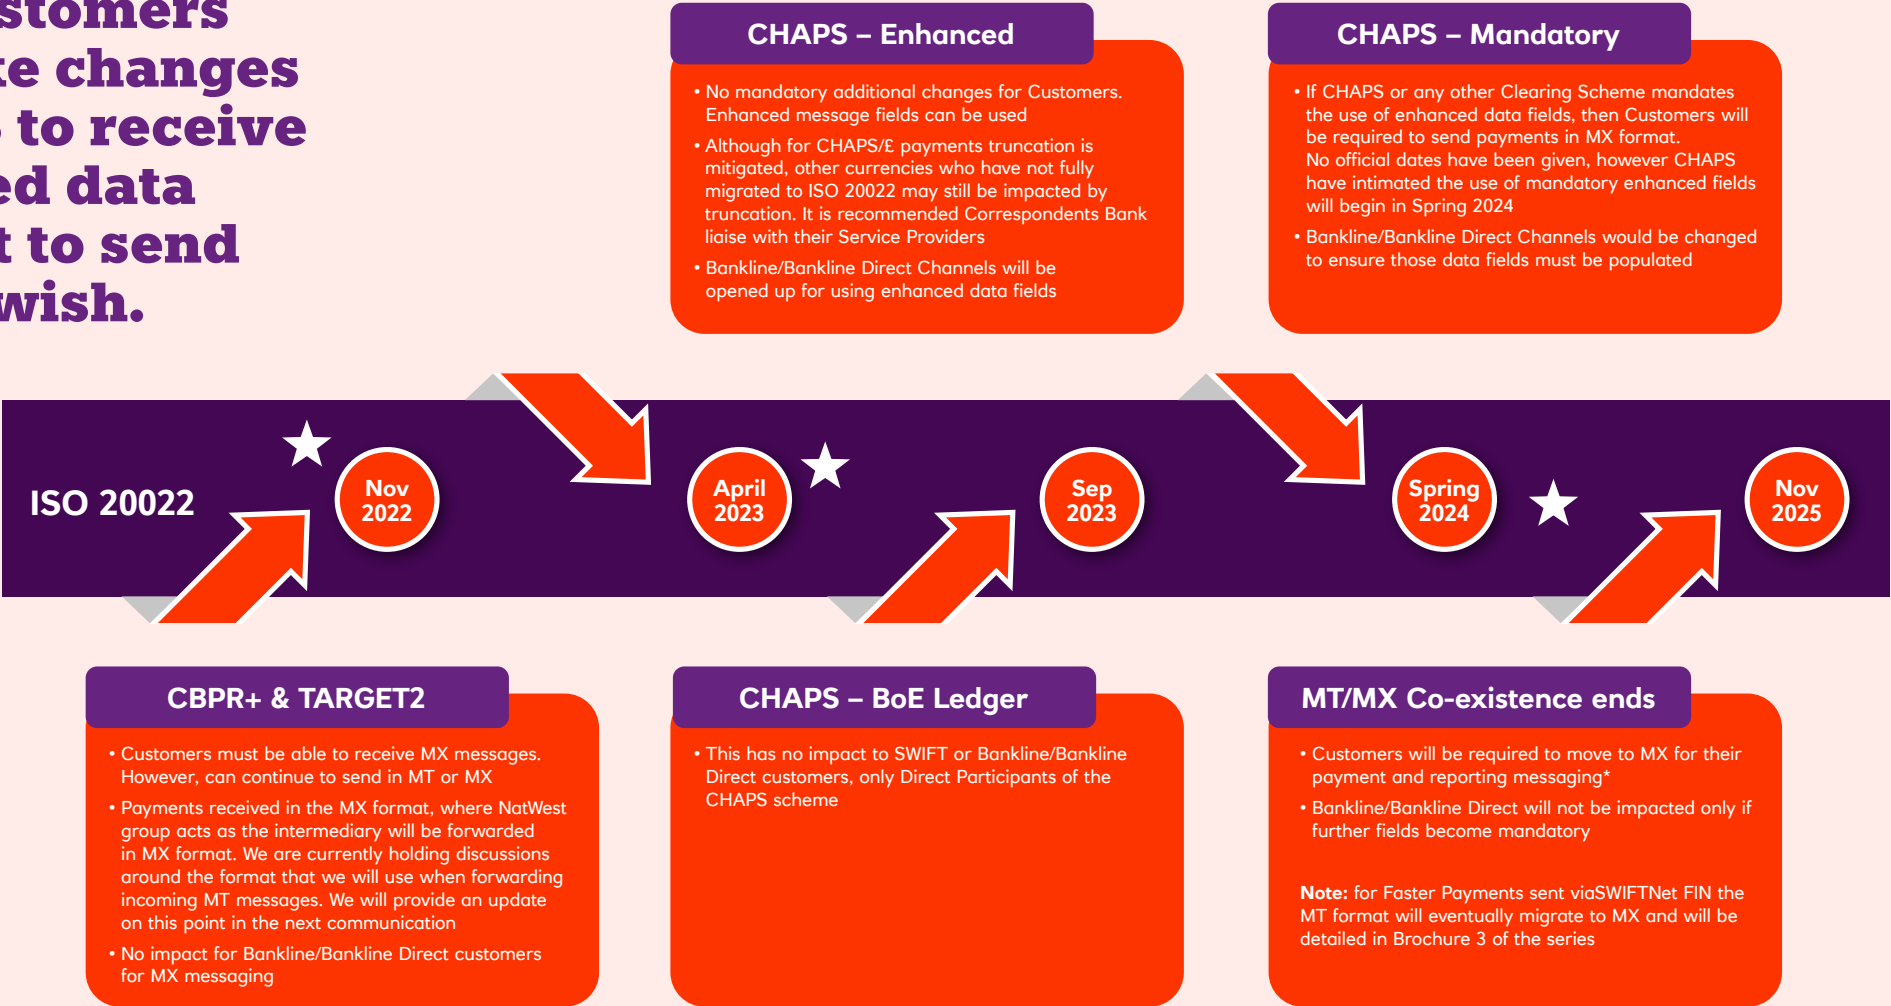 stomers
ke changes
s to receive
ed data
t to send
wish.
CHAPS – Enhanced
• No mandatory additional changes for Customers.
Enhanced message fields can be used
• Although for CHAPS/£ payments truncation is
mitigated, other currencies who have not fully
migrated to ISO 20022 may still be impacted by
truncation. It is recommended Correspondents Bank
liaise with their Service Providers
• Bankline/Bankline Direct Channels will be
opened up for using enhanced data fields
CHAPS – Mandatory
• If CHAPS or any other Clearing Scheme mandates
the use of enhanced data fields, then Customers will
be required to send payments in MX format.
No official dates have been given, however CHAPS
have intimated the use of mandatory enhanced fields
will begin in Spring 2024
• Bankline/Bankline Direct Channels would be changed
to ensure those data fields must be populated
ISO 20022
Nov
2022
April
2023
Sep
2023
Spring
2024
Nov
2025
CBPR+ & TARGET2
• Customers must be able to receive MX messages.
However, can continue to send in MT or MX
• Payments received in the MX format, where NatWest
group acts as the intermediary will be forwarded
in MX format. We are currently holding discussions
around the format that we will use when forwarding
incoming MT messages. We will provide an update
on this point in the next communication
• No impact for Bankline/Bankline Direct customers
for MX messaging
CHAPS – BoE Ledger
• This has no impact to SWIFT or Bankline/Bankline
Direct customers, only Direct Participants of the
CHAPS scheme
MT/MX Co-existence ends
• Customers will be required to move to MX for their
payment and reporting messaging*
• Bankline/Bankline Direct will not be impacted only if
further fields become mandatory
Note: for Faster Payments sent viaSWIFTNet FIN the
MT format will eventually migrate to MX and will be
detailed in Brochure 3 of the series